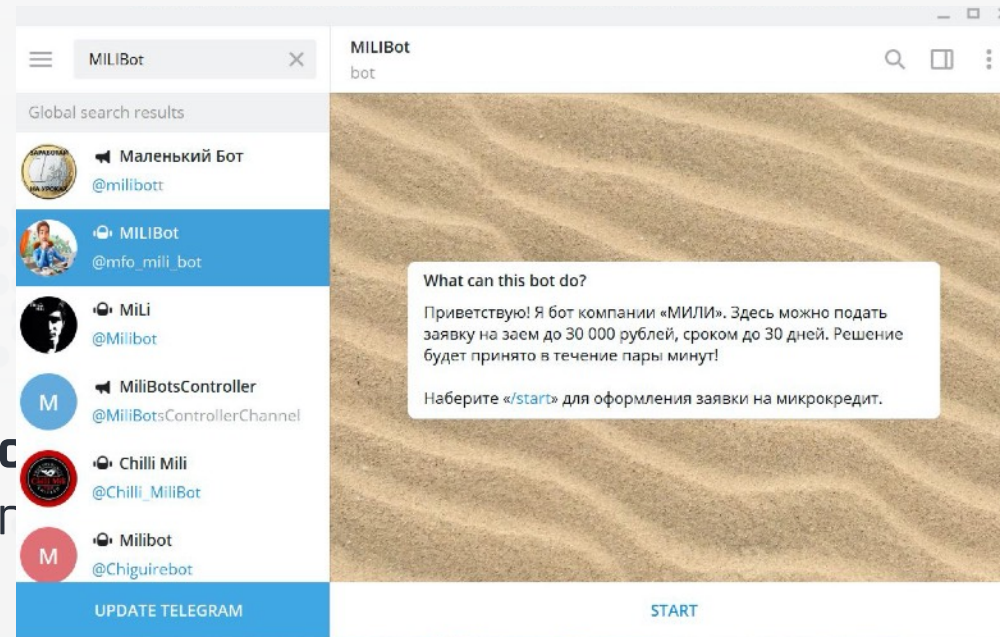 MILIBot
Global search results
Маленький Бот
@milibott
MILIBot
@mfo_mili_bot
MiLi
@Milibot
M
MiliBotsController
@MiliBotsControllerChannel
Chilli Mili
@Chilli_MiliBot
M
Milibot
@Chiguirebot
UPDATE TELEGRAM
MILIBot
bot
What can this bot do?
Приветствую! Я бот компании «МИЛИ». Здесь можно подать
заявку на заем до 30 000 рублей, сроком до 30 дней. Решение
будет принято в течение пары минут!
Наберите «/start» для оформления заявки на микрокредит.
START